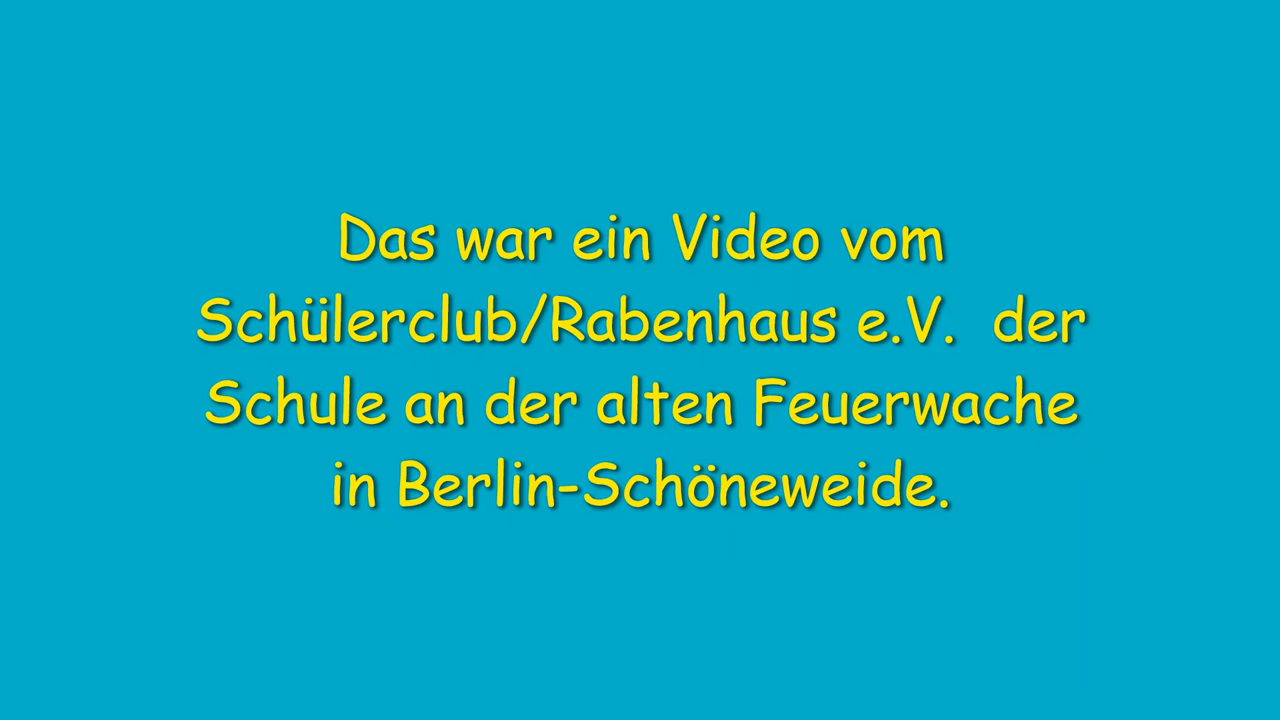 Das war ein Video vom
Schülerclub/Rabenhaus e.V.  der
Schule an der alten Feuerwache
in Berlin-Schöneweide.